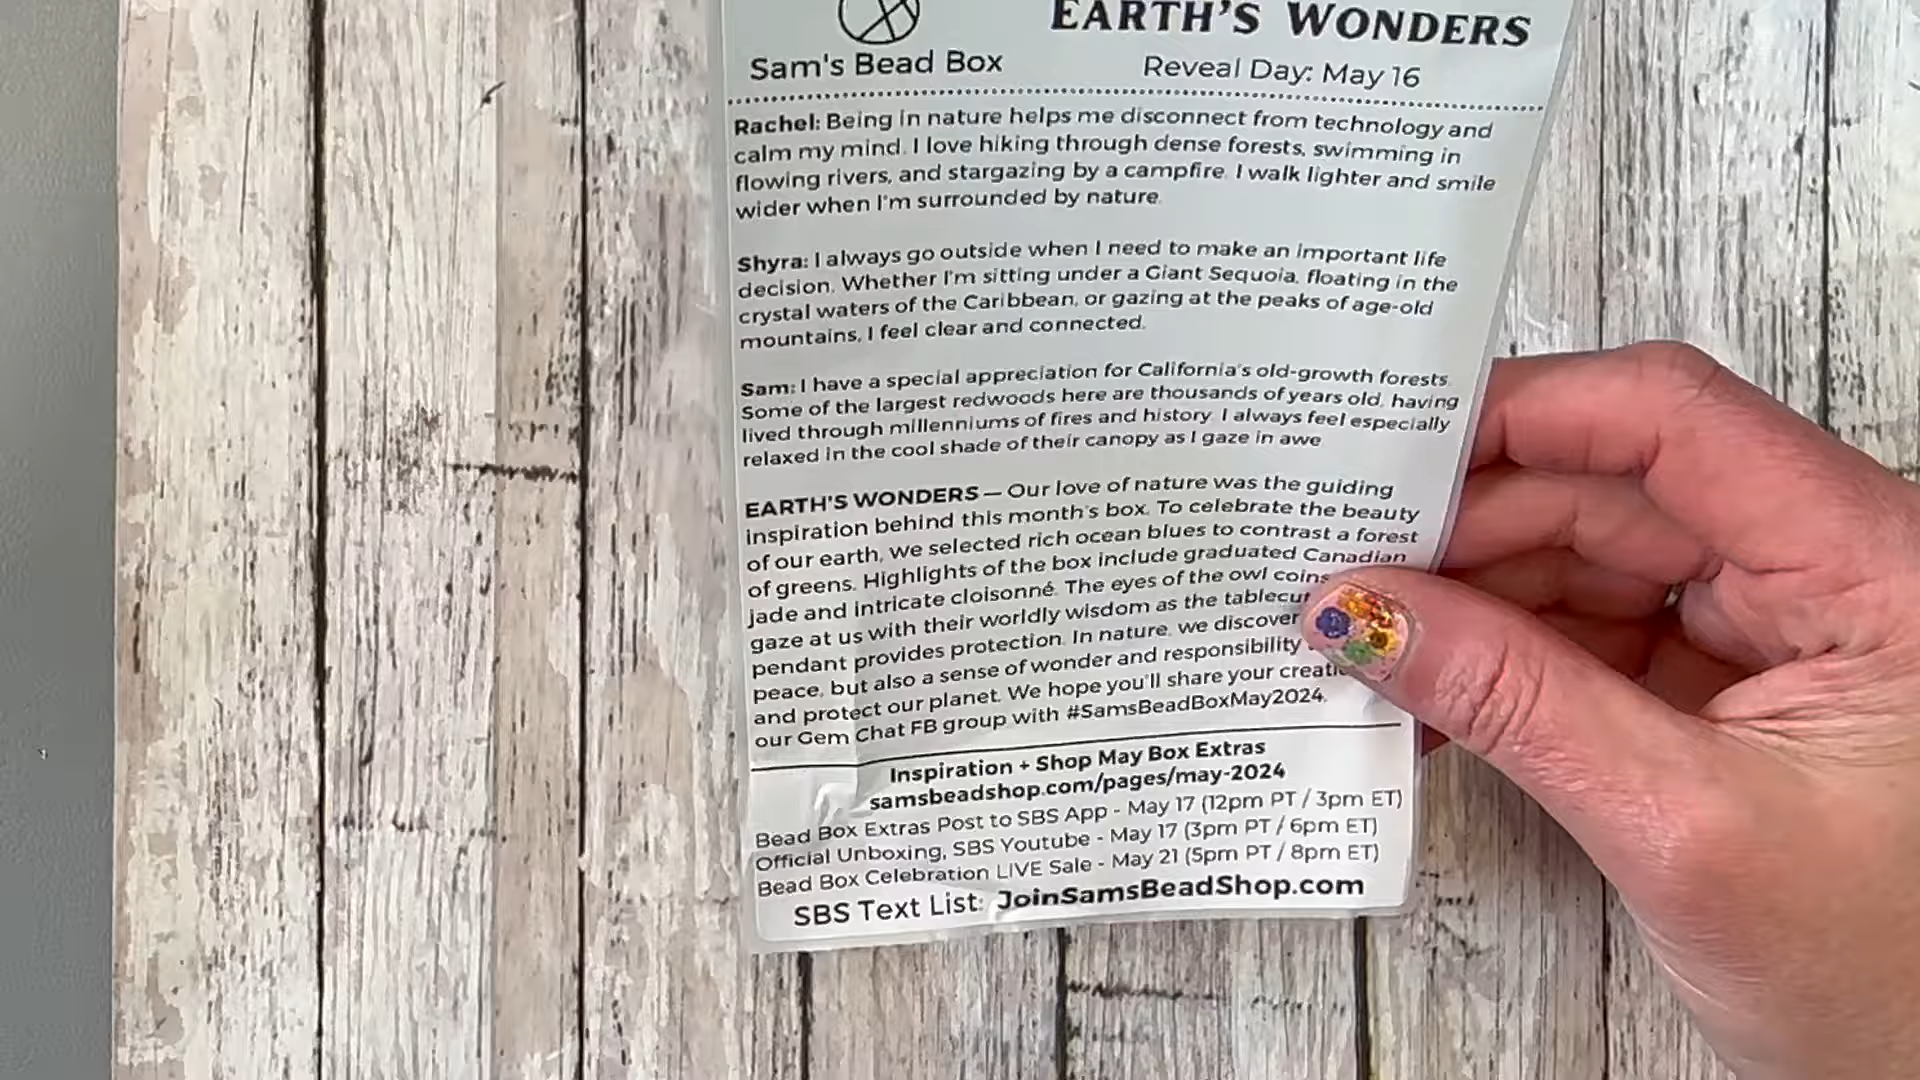 EARTH'S WONDERS
Sam's Bead Box
Reveal Day: May 16
Rachel: Being in nature helps me disconnect from technology and
calm my mind. I love hiking through dense forests, swimming in
flowing rivers, and stargazing by a campfire. I walk lighter and smile
wider when I'm surrounded by nature.
Shyra: I always go outside when I need to make an important life
decision. Whether I'm sitting under a Giant Sequoia, floating in the
crystal waters of the Caribbean, or gazing at the peaks of age-old
mountains, I feel clear and connected.
Sam: I have a special appreciation for California's old-growth forests.
Some of the largest redwoods here are thousands of years old, having
lived through millenniums of fires and history. I always feel especially
relaxed in the cool shade of their canopy as I gaze in awe
EARTH'S WONDERS — Our love of nature was the guiding
inspiration behind this month's box. To celebrate the beauty
of our earth, we selected rich ocean blues to contrast a forest
of greens. Highlights of the box include graduated Canadian
jade and intricate cloisonné. The eyes of the owl coins
gaze at us with their worldly wisdom as the tablecut
pendant provides protection. In nature, we discover
peace, but also a sense of wonder and responsibility
and protect our planet. We hope you'll share your
our Gem Chat FB group with #SamsBeadBoxMay2024.
Inspiration + Shop May Box Extras
samsbeadshop.com/pages/may-2024
Bead Box Extras Post to SBS App - May 17 (12pm PT / 3pm ET)
Official Unboxing, SBS Youtube - May 17 (3pm PT / 6pm ET)
Bead Box Celebration LIVE Sale - May 21 (5pm PT / 8pm ET)
SBS Text List: JoinSamsBeadShop.com